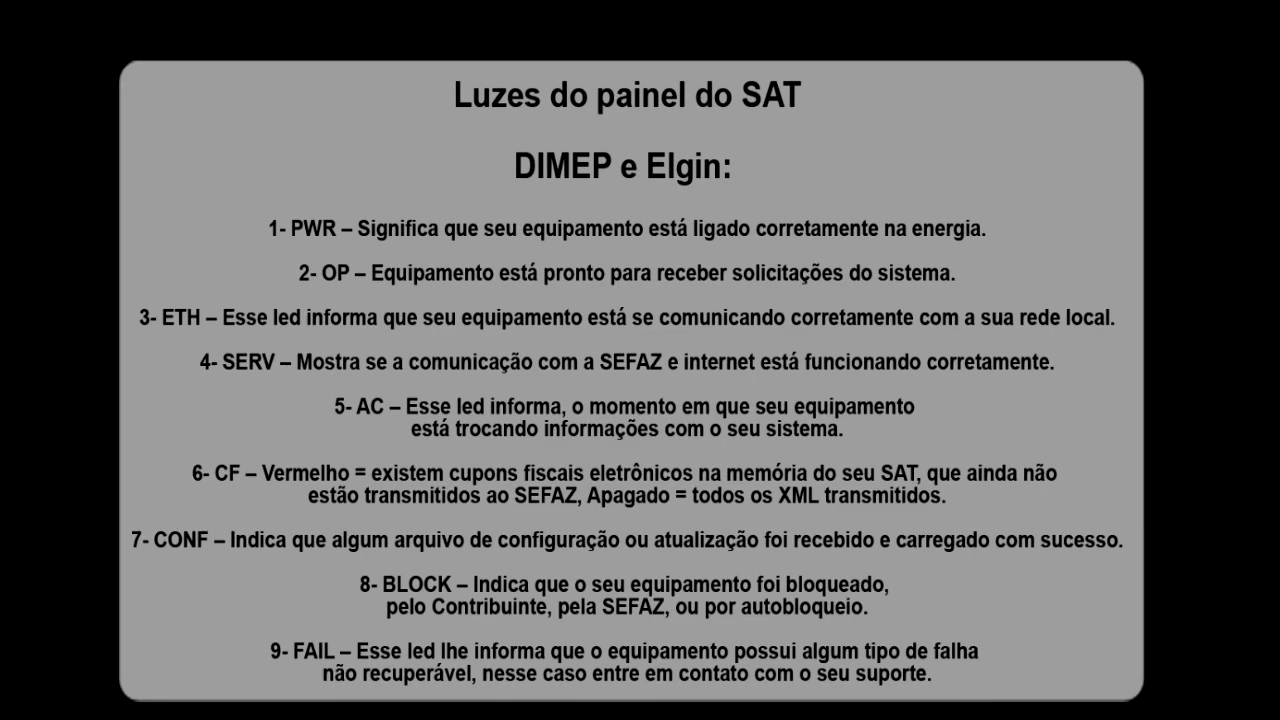 Luzes do painel do SAT
DIMEP e Elgin:
1- PWR – Significa que seu equipamento está ligado corretamente na energia.
2- OP – Equipamento está pronto para receber solicitações do sistema.
3- ETH – Esse led informa que seu equipamento está se comunicando corretamente com a sua rede local.
4- SERV – Mostra se a comunicação com a SEFAZ e internet está funcionando corretamente.
5- AC – Esse led informa, o momento em que seu equipamento
está trocando informações com o seu sistema.
6- CF – Vermelho = existem cupons fiscais eletrônicos na memória do seu SAT, que ainda não
estão transmitidos ao SEFAZ, Apagado = todos os XML transmitidos.
7- CONF – Indica que algum arquivo de configuração ou atualização foi recebido e carregado com sucesso.
8- BLOCK – Indica que o seu equipamento foi bloqueado,
pelo Contribuinte, pela SEFAZ, ou por autobloqueio.
9- FAIL – Esse led lhe informa que o equipamento possui algum tipo de falha
não recuperável, nesse caso entre em contato com o seu suporte.